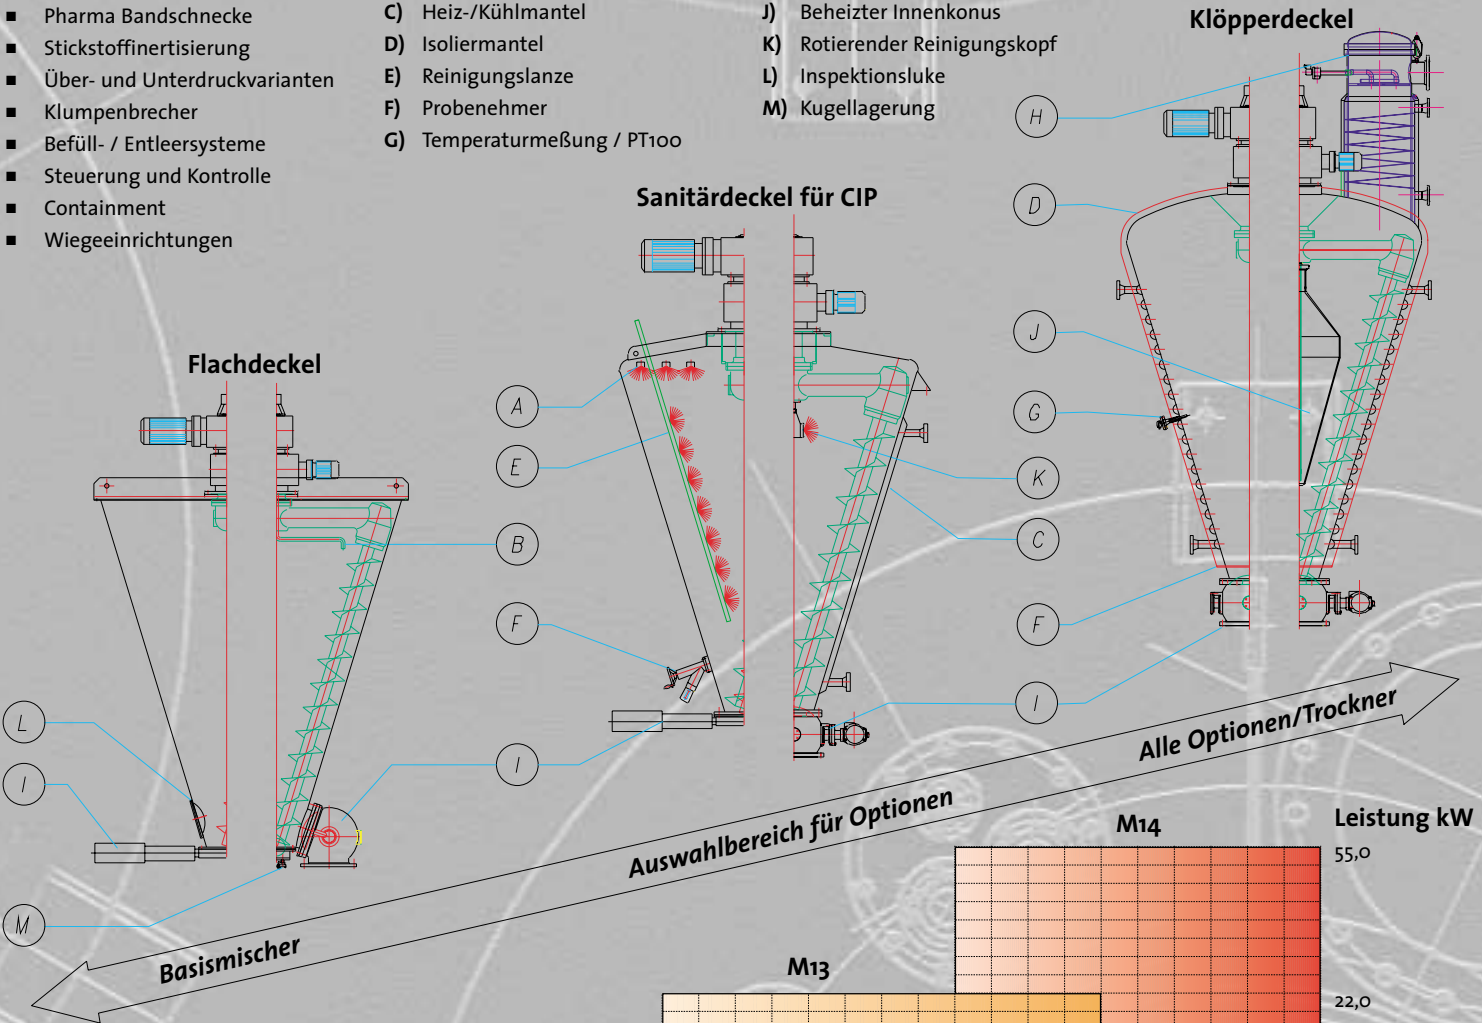 Pharma Bandschnecke
Stickstoffinertisierung
Über- und Unterdruckvarianten
Klumpenbrecher
Befüll- / Entleersysteme
Steuerung und Kontrolle
Containment
Wiegeeinrichtungen
C) Heiz-/Kühlmantel
D) Isoliermantel
E) Reinigungslanze
F) Probenehmer
G) Temperaturmeßung / PT100
J) Beheizter Innenkonus
K) Rotierender Reinigungskopf
L) Inspektionsluke
M) Kugellagerung
Klöpperdeckel
Sanitärdeckel für CIP
Flachdeckel
H
D
J
G
K
C
F
I
A
E
B
F
I
L
I
M
Basismischer
Auswahlbereich für Optionen
Alle Optionen/Trockner
M14
Leistung kW
55,0
M13
22,0